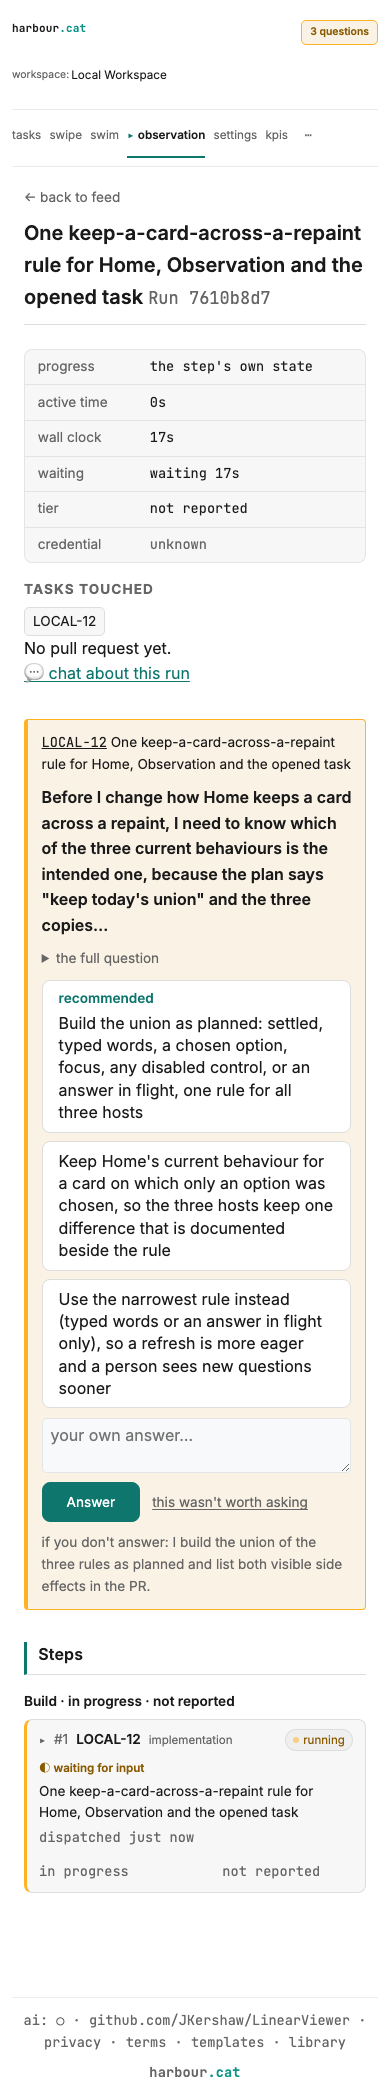 harbour.cat
3 questions
workspace: Local Workspace
tasks swipe swim ▸ observation settings kpis ⋯
← back to feed
One keep-a-card-across-a-repaint
rule for Home, Observation and the
opened task Run 7610b8d7
progress the step's own state
active time 0s
wall clock 17s
waiting waiting 17s
tier not reported
credential unknown
TASKS TOUCHED
LOCAL-12
No pull request yet.
💬 chat about this run
LOCAL-12 One keep-a-card-across-a-repaint
rule for Home, Observation and the opened task
Before I change how Home keeps a card
across a repaint, I need to know which
of the three current behaviours is the
intended one, because the plan says
"keep today's union" and the three
copies…
▶ the full question
recommended
Build the union as planned: settled,
typed words, a chosen option,
focus, any disabled control, or an
answer in flight, one rule for all
three hosts
Keep Home's current behaviour for
a card on which only an option was
chosen, so the three hosts keep one
difference that is documented
beside the rule
Use the narrowest rule instead
(typed words or an answer in flight
only), so a refresh is more eager
and a person sees new questions
sooner
your own answer…
Answer this wasn't worth asking
if you don't answer: I build the union of the
three rules as planned and list both visible side
effects in the PR.
Steps
Build · in progress · not reported
▸ #1 LOCAL-12 implementation running
◐ waiting for input
One keep-a-card-across-a-repaint rule for
Home, Observation and the opened task
dispatched just now
in progress not reported
ai: ○ · github.com/JKershaw/LinearViewer ·
privacy · terms · templates · library
harbour.cat